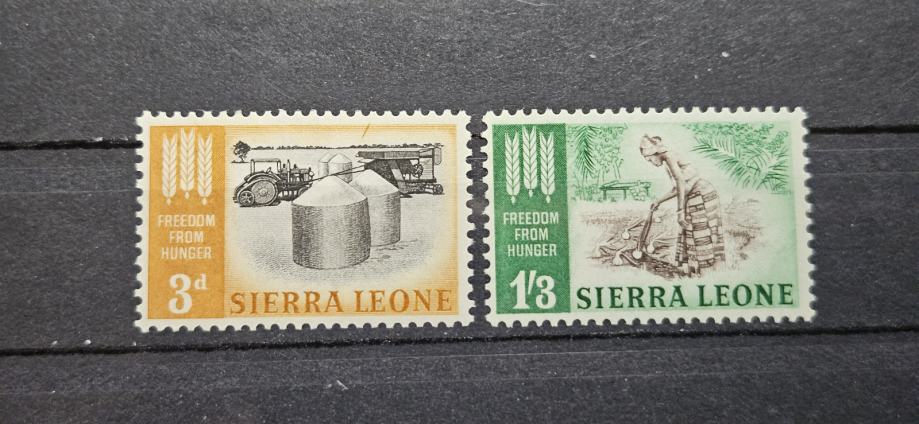 FREEDOM
FROM
HUNGER
3d
SIERRA LEONE
FREEDOM
FROM
HUNGER
1/3
SIERRA LEONE